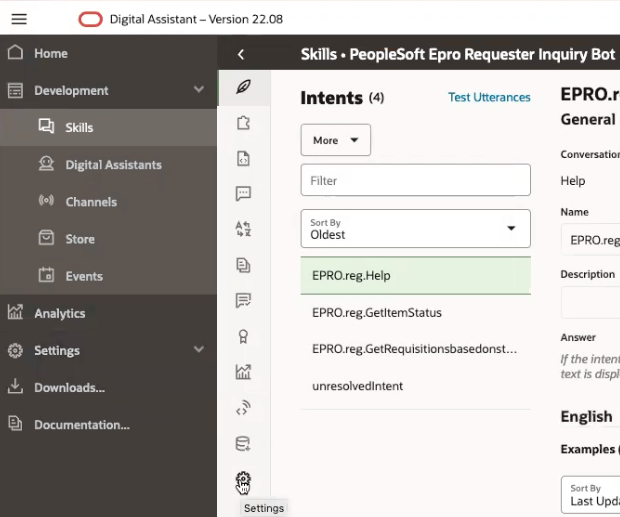 Digital Assistant – Version 22.08
Home
Development
Skills
Digital Assistants
Channels
Store
Events
Analytics
Settings
Downloads...
Documentation...
Skills • PeopleSoft Epro Requester Inquiry Bot
Intents (4)
Test Utterances
More
Filter
Sort By
Oldest
EPRO.reg.Help
EPRO.reg.GetItemStatus
EPRO.reg.GetRequisitionsbasedonst...
unresolvedIntent
Settings
EPRO.re
General
Conversation
Help
Name
EPRO.reg
Description
Answer
If the intent
text is displ
English
Examples (
Sort By
Last Upda